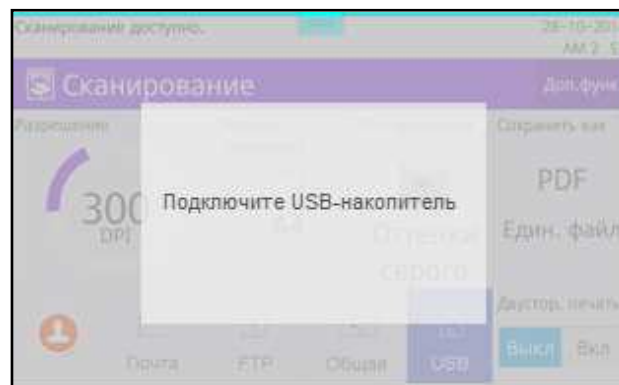 Сканирование доступно.
Сканирование
Доп.функ
Разрешение
Сохранить как
300
DPI
PDF
Подключите USB-накопитель
Един. файл
Оттенки
серого
Двустор. печать
Почта
FTP
Общая
USB
Выкл
Вкл